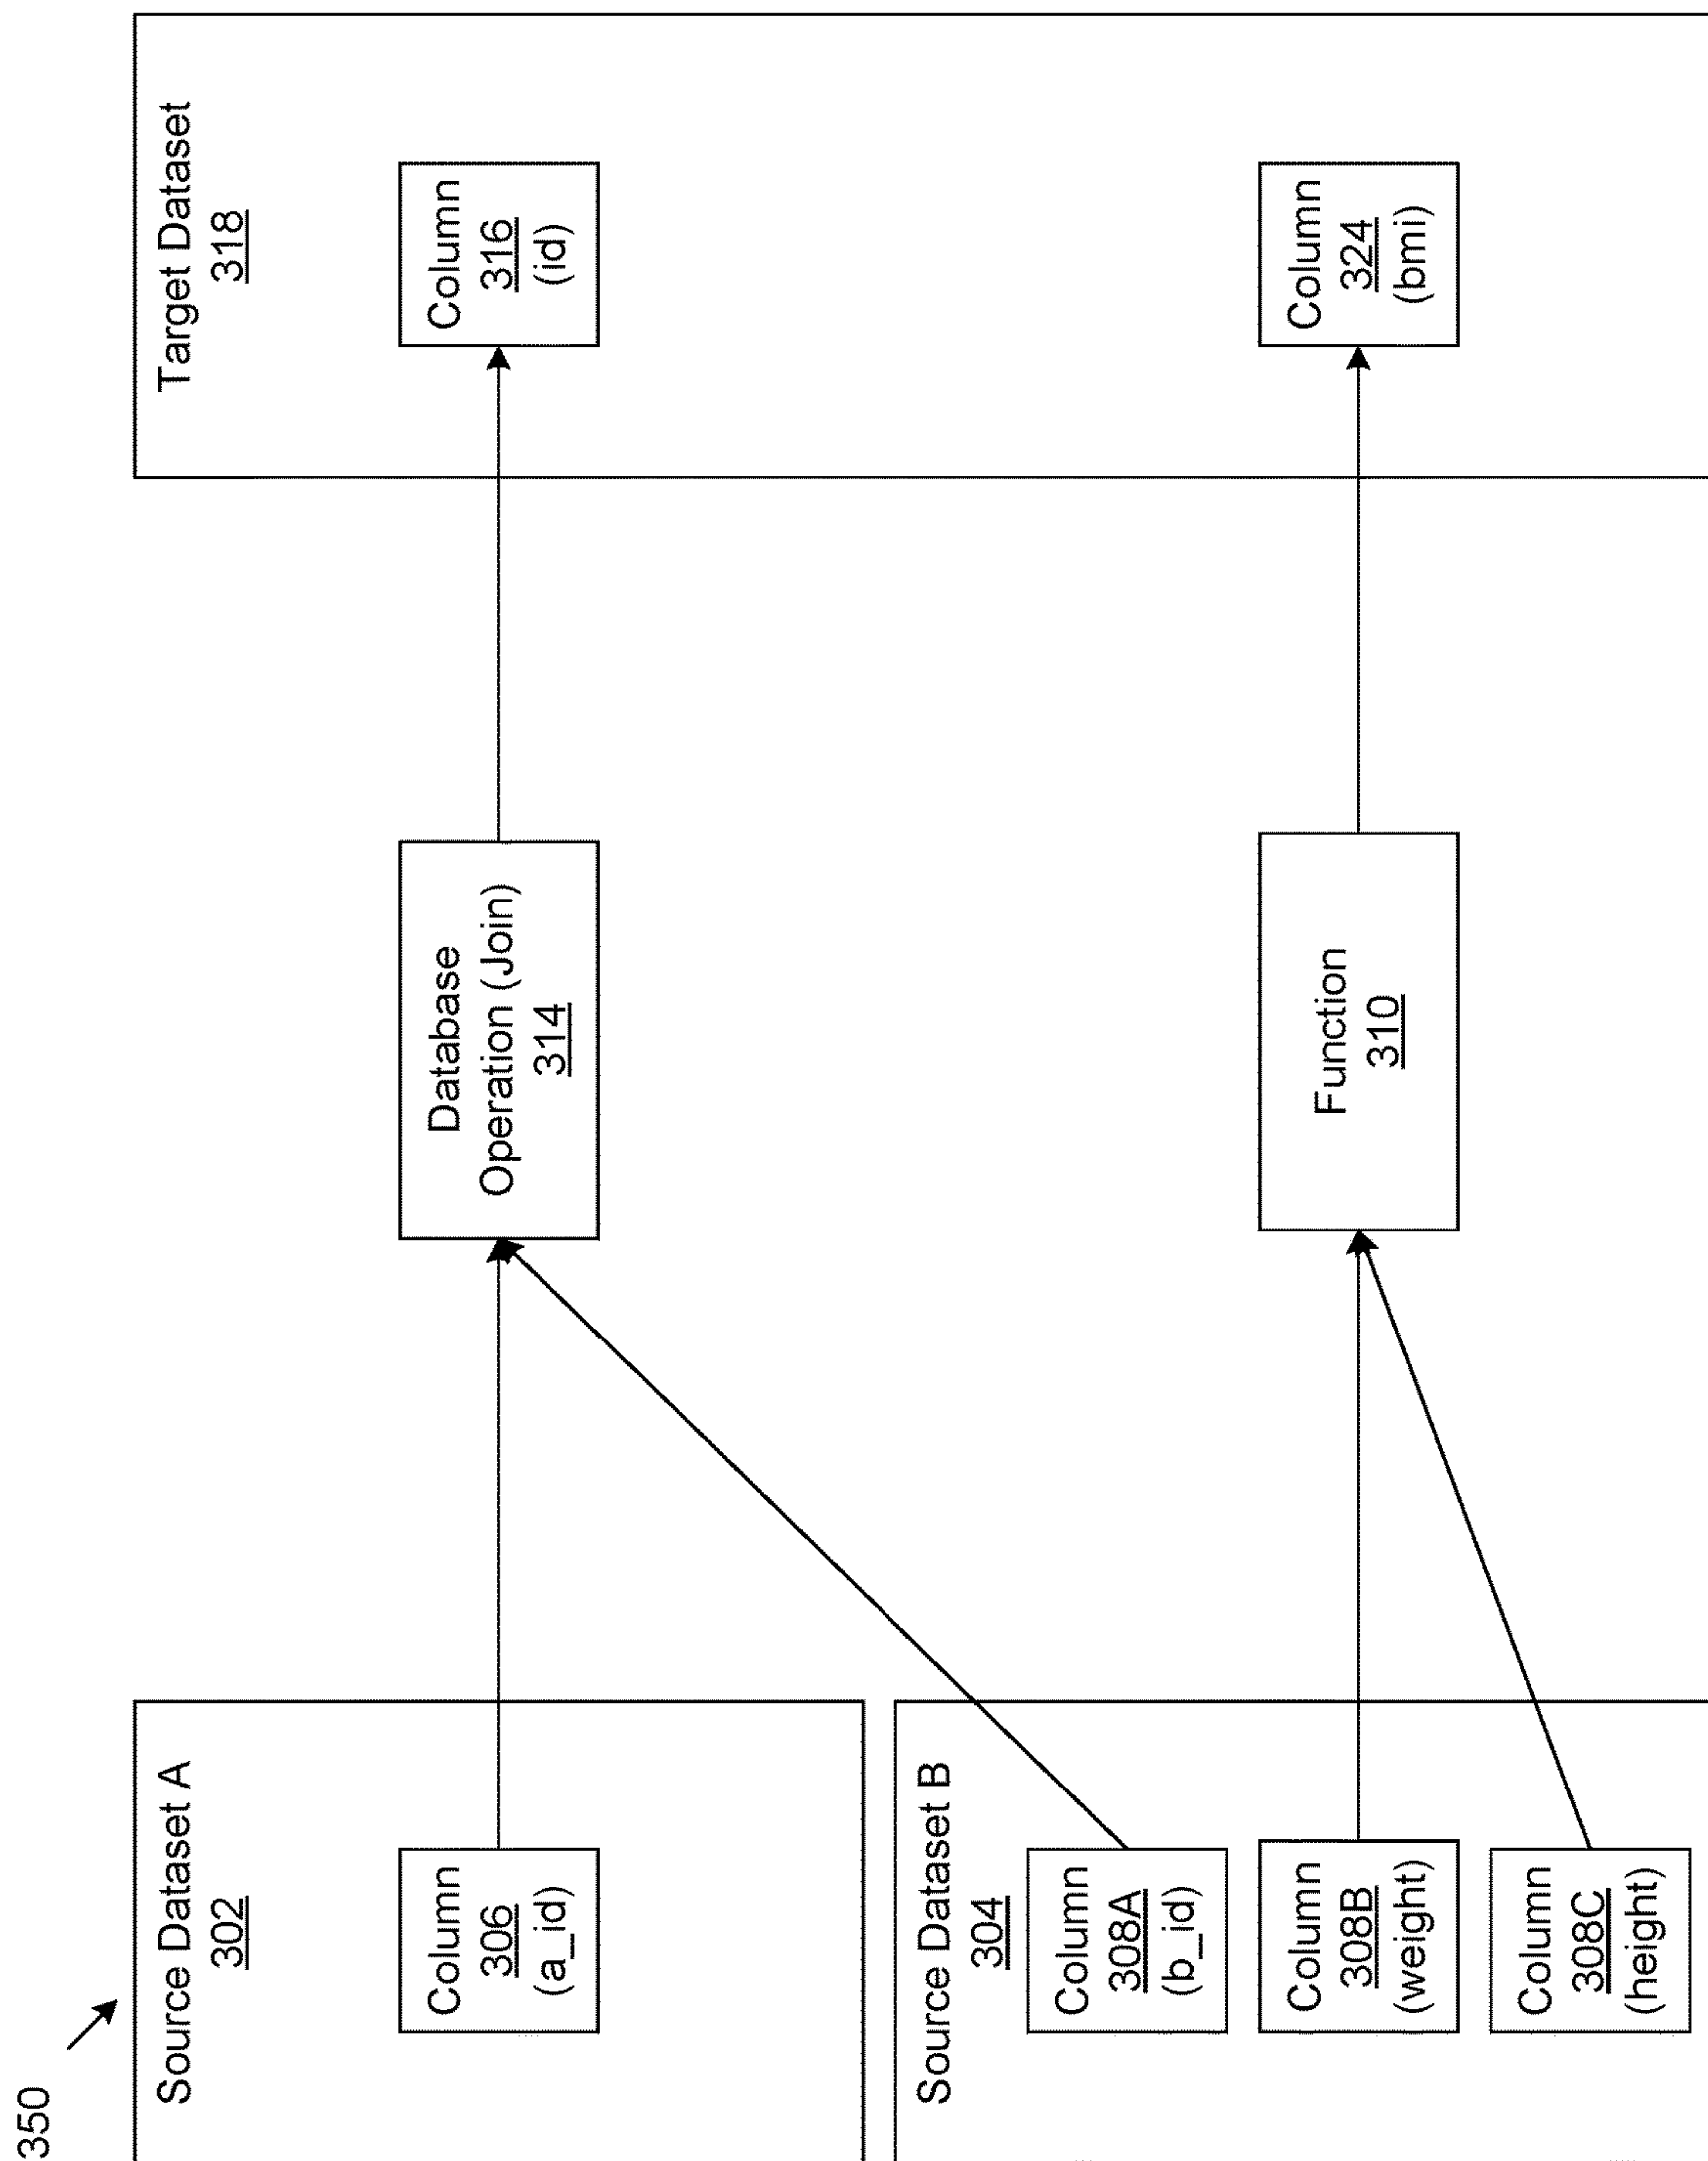 350
Source Dataset A
302
Column
306
(a_id)
Source Dataset B
304
Column
308A
(b_id)
Column
308B
(weight)
Column
308C
(height)
Database
Operation (Join)
314
Function
310
Target Dataset
318
Column
316
(id)
Column
324
(bmi)